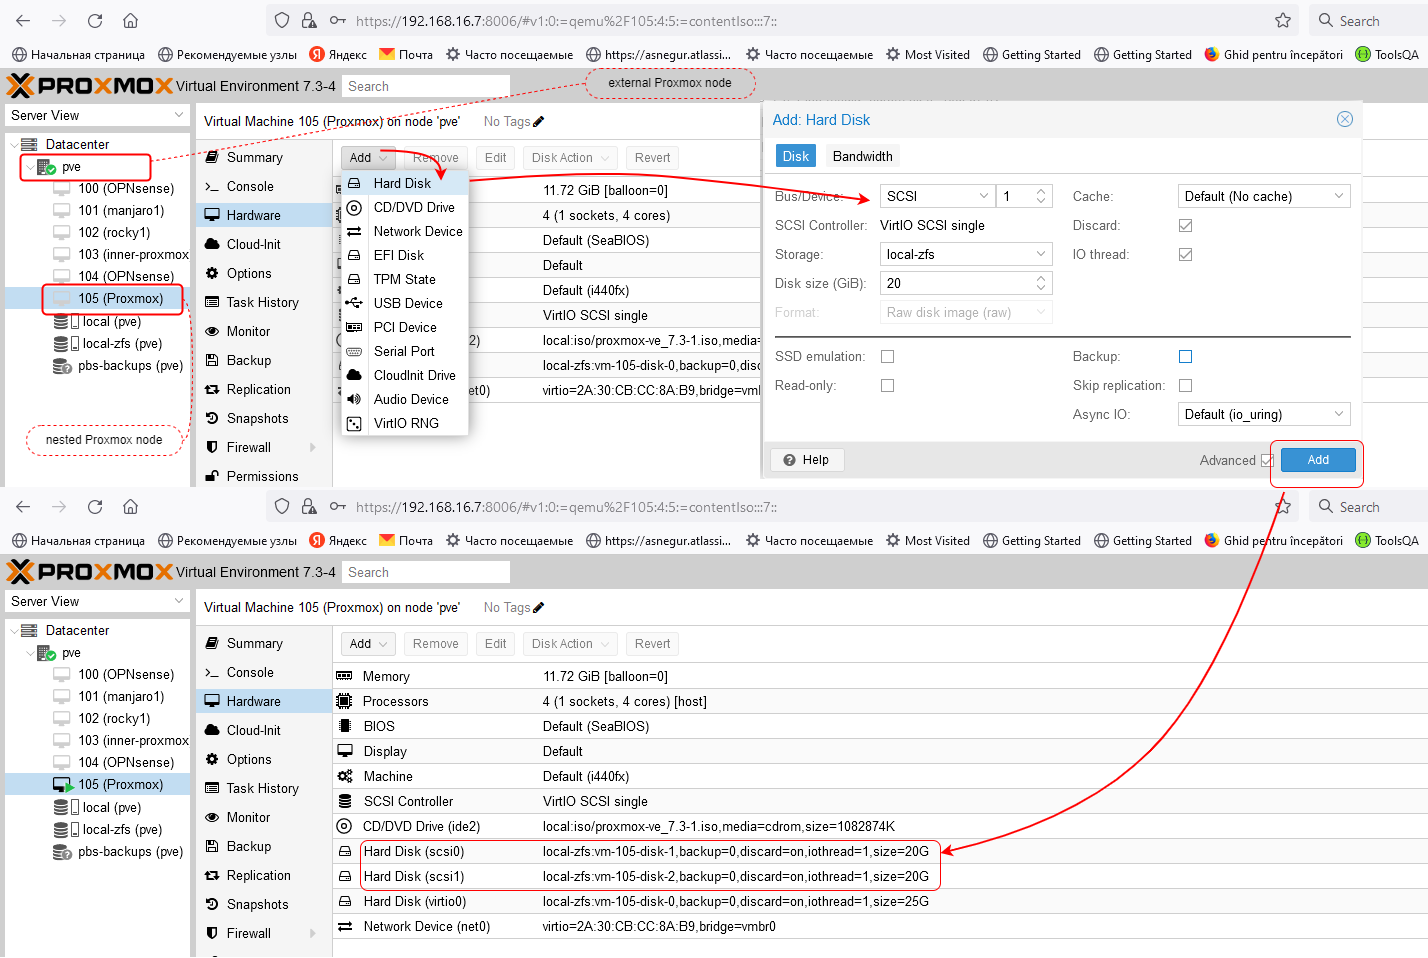 https://192.168.16.7:8006/#v1:0:=qemu%2F105:4:5:=contentIso:::7::
Search
Начальная страница Рекомендуемые узлы Яндекс Почта Часто посещаемые https://asnegur.atlassi... Часто посещаемые Most Visited Getting Started Getting Started Ghid pentru începători ToolsQA
PROXMOX Virtual Environment 7.3-4 Search
external Proxmox node
Server View
Virtual Machine 105 (Proxmox) on node 'pve' No Tags
Datacenter
pve
100 (OPNsense)
101 (manjaro1)
102 (rocky1)
103 (inner-proxmox
104 (OPNsense)
105 (Proxmox)
local (pve)
local-zfs (pve)
pbs-backups (pve)
nested Proxmox node
Summary
Console
Hardware
Cloud-Init
Options
Task History
Monitor
Backup
Replication
Snapshots
Firewall
Permissions
Add Remove Edit Disk Action Revert
Hard Disk
CD/DVD Drive
Network Device
EFI Disk
TPM State
USB Device
PCI Device
Serial Port
CloudInit Drive
Audio Device
VirtIO RNG
11.72 GiB [balloon=0]
4 (1 sockets, 4 cores)
Default (SeaBIOS)
Default
Default (i440fx)
VirtIO SCSI single
2) local:iso/proxmox-ve_7.3-1.iso,media=
local-zfs:vm-105-disk-0,backup=0,disc
et0) virtio=2A:30:CB:CC:8A:B9,bridge=vmb
Add: Hard Disk
Disk Bandwidth
Bus/Device: SCSI 1 Cache: Default (No cache)
SCSI Controller: VirtIO SCSI single Discard:
Storage: local-zfs IO thread:
Disk size (GiB): 20
Format: Raw disk image (raw)
SSD emulation: Backup:
Read-only: Skip replication:
Async IO: Default (io_uring)
Help Advanced Add
https://192.168.16.7:8006/#v1:0:=qemu%2F105:4:5:=contentIso:::7::
Search
Начальная страница Рекомендуемые узлы Яндекс Почта Часто посещаемые https://asnegur.atlassi... Часто посещаемые Most Visited Getting Started Getting Started Ghid pentru începători ToolsQA
PROXMOX Virtual Environment 7.3-4 Search
Server View
Virtual Machine 105 (Proxmox) on node 'pve' No Tags
Datacenter
pve
100 (OPNsense)
101 (manjaro1)
102 (rocky1)
103 (inner-proxmox
104 (OPNsense)
105 (Proxmox)
local (pve)
local-zfs (pve)
pbs-backups (pve)
Summary
Console
Hardware
Cloud-Init
Options
Task History
Monitor
Backup
Replication
Snapshots
Firewall
Add Remove Edit Disk Action Revert
Memory 11.72 GiB [balloon=0]
Processors 4 (1 sockets, 4 cores) [host]
BIOS Default (SeaBIOS)
Display Default
Machine Default (i440fx)
SCSI Controller VirtIO SCSI single
CD/DVD Drive (ide2) local:iso/proxmox-ve_7.3-1.iso,media=cdrom,size=1082874K
Hard Disk (scsi0) local-zfs:vm-105-disk-1,backup=0,discard=on,iothread=1,size=20G
Hard Disk (scsi1) local-zfs:vm-105-disk-2,backup=0,discard=on,iothread=1,size=20G
Hard Disk (virtio0) local-zfs:vm-105-disk-0,backup=0,discard=on,iothread=1,size=25G
Network Device (net0) virtio=2A:30:CB:CC:8A:B9,bridge=vmbr0